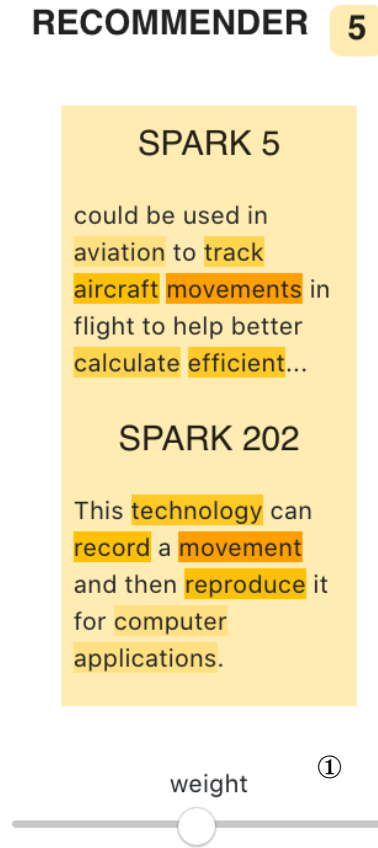 RECOMMENDER 5
SPARK 5
could be used in
aviation to track
aircraft movements in
flight to help better
calculate efficient...
SPARK 202
This technology can
record a movement
and then reproduce it
for computer
applications.
①
weight